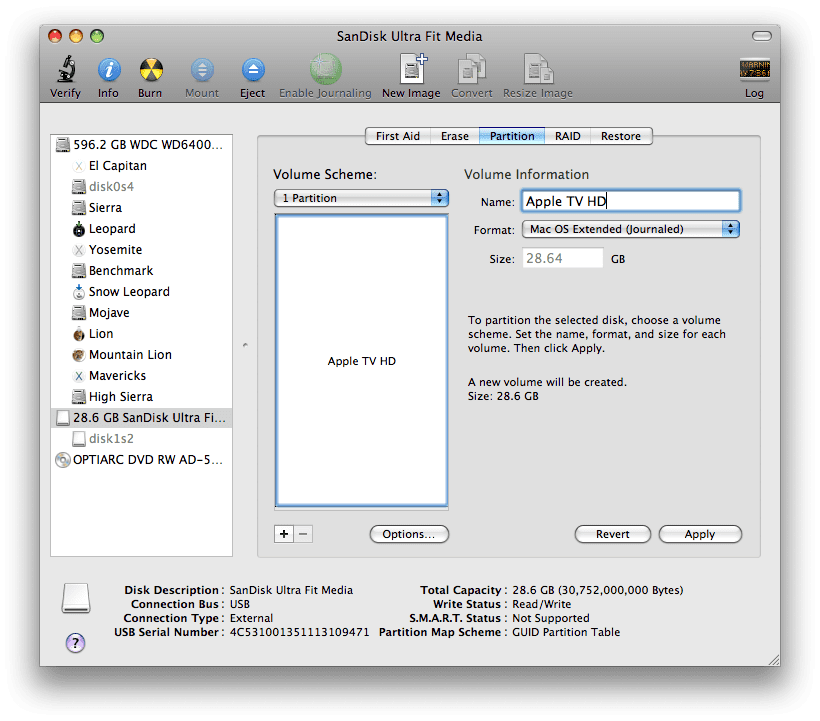 SanDisk Ultra Fit Media
Verify Info Burn Mount Eject Enable Journaling New Image Convert Resize Image Log
First Aid Erase Partition RAID Restore
596.2 GB WDC WD6400...
El Capitan
disk0s4
Sierra
Leopard
Yosemite
Benchmark
Snow Leopard
Mojave
Lion
Mountain Lion
Mavericks
High Sierra
28.6 GB SanDisk Ultra Fi...
disk1s2
OPTIARC DVD RW AD-5...
Volume Scheme:
1 Partition
Apple TV HD
+ −
Options...
Volume Information
Name: Apple TV HD
Format: Mac OS Extended (Journaled)
Size: 28.64 GB
To partition the selected disk, choose a volume
scheme. Set the name, format, and size for each
volume. Then click Apply.
A new volume will be created.
Size: 28.6 GB
Revert Apply
Disk Description : SanDisk Ultra Fit Media
Connection Bus : USB
Connection Type : External
USB Serial Number : 4C531001351113109471
Total Capacity : 28.6 GB (30,752,000,000 Bytes)
Write Status : Read/Write
S.M.A.R.T. Status : Not Supported
Partition Map Scheme : GUID Partition Table
?